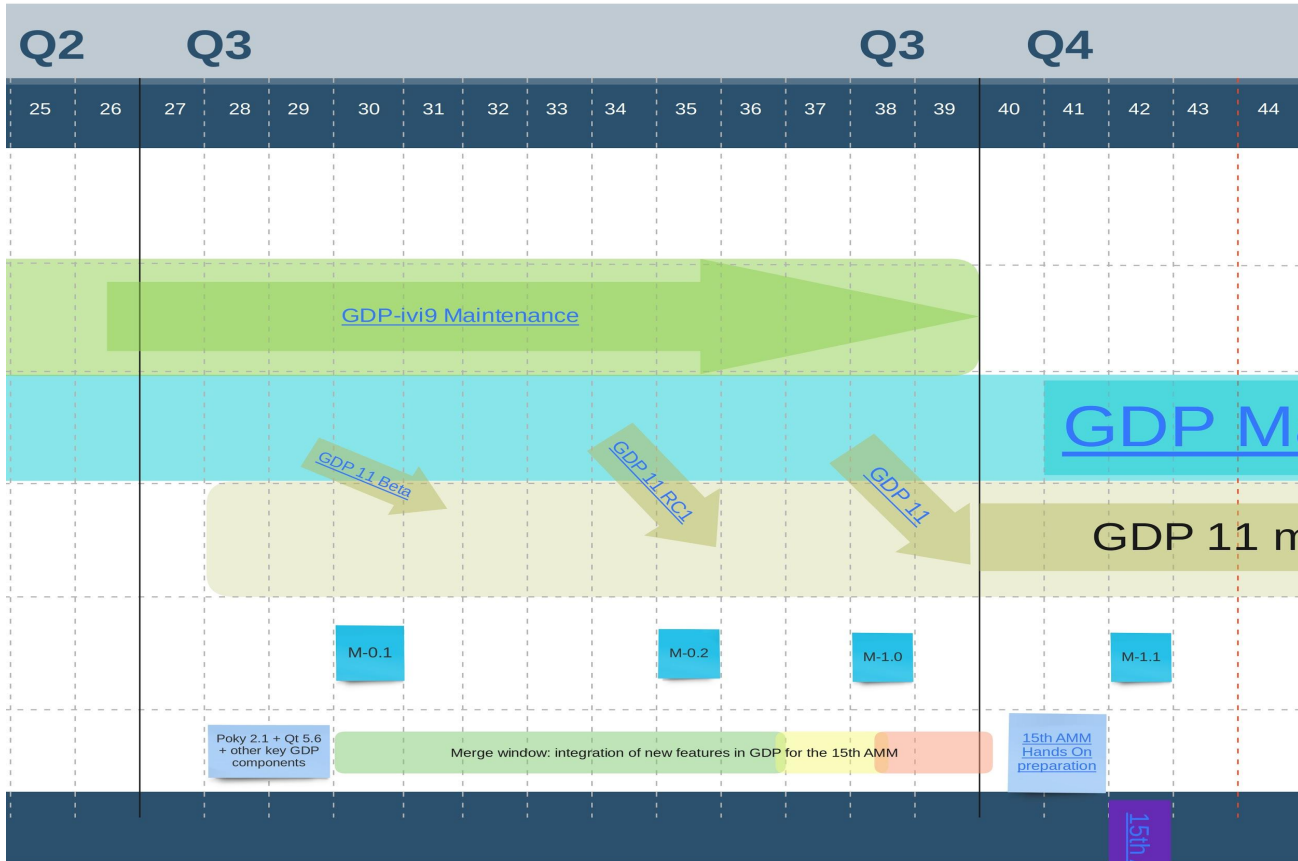 Q2 Q3 Q3 Q4
25 26 27 28 29 30 31 32 33 34 35 36 37 38 39 40 41 42 43 44
GDP-ivi9 Maintenance
GDP M
GDP 11 Beta
GDP 11 RC1
GDP 11
GDP 11 m
M-0.1
M-0.2
M-1.0
M-1.1
Poky 2.1 + Qt 5.6
+ other key GDP
components
Merge window: integration of new features in GDP for the 15th AMM
15th AMM
Hands On
preparation
15th